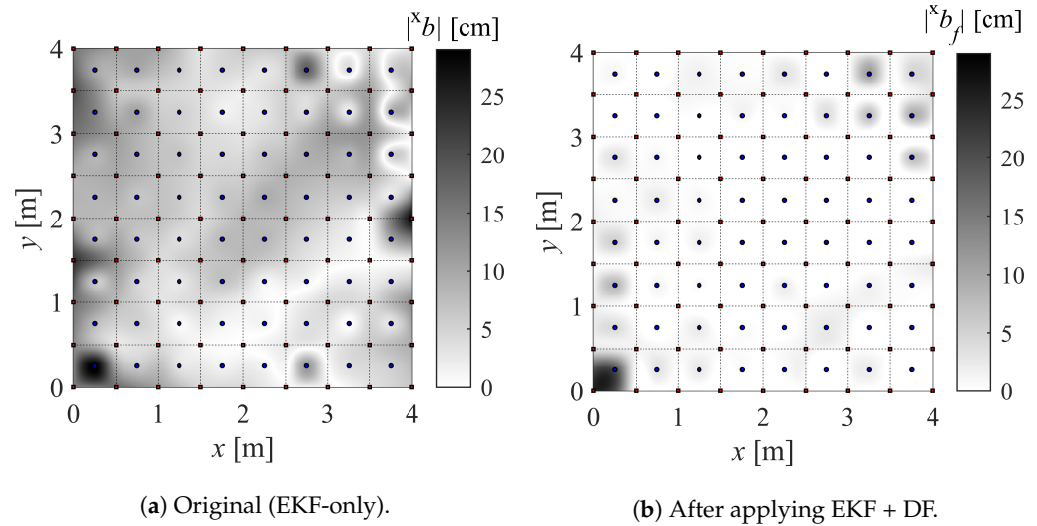 |ˣb| [cm]
4
3
2
1
0
y [m]
0 1 2 3 4
x [m]
25
20
15
10
5
0
(a) Original (EKF-only).
|ˣb_f| [cm]
4
3
2
1
0
y [m]
0 1 2 3 4
x [m]
25
20
15
10
5
0
(b) After applying EKF + DF.